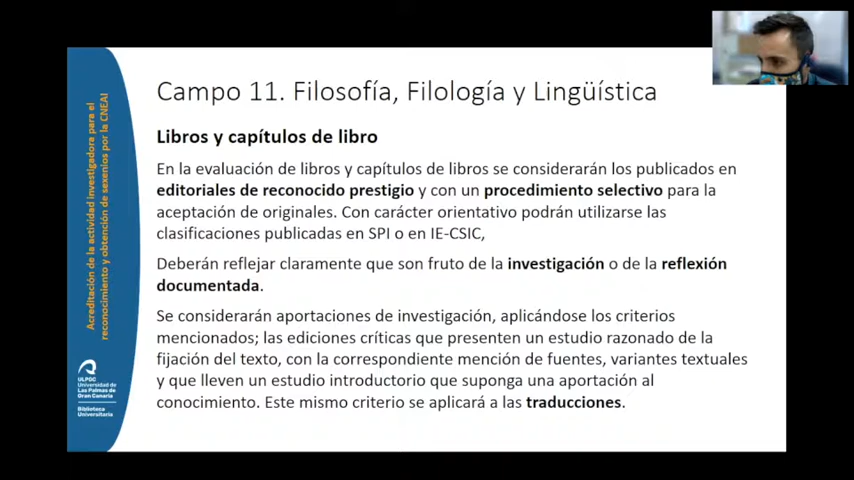 Campo 11. Filosofía, Filología y Lingüística
Libros y capítulos de libro
En la evaluación de libros y capítulos de libros se considerarán los publicados en
editoriales de reconocido prestigio y con un procedimiento selectivo para la
aceptación de originales. Con carácter orientativo podrán utilizarse las
clasificaciones publicadas en SPI o en IE-CSIC,
Deberán reflejar claramente que son fruto de la investigación o de la reflexión
documentada.
Se considerarán aportaciones de investigación, aplicándose los criterios
mencionados; las ediciones críticas que presenten un estudio razonado de la
fijación del texto, con la correspondiente mención de fuentes, variantes textuales
y que lleven un estudio introductorio que suponga una aportación al
conocimiento. Este mismo criterio se aplicará a las traducciones.
Acreditación de la actividad investigadora para el
reconocimiento y obtención de sexenios por la CNEAI
ULPGC
Universidad de
Las Palmas de
Gran Canaria
Biblioteca
Universitaria